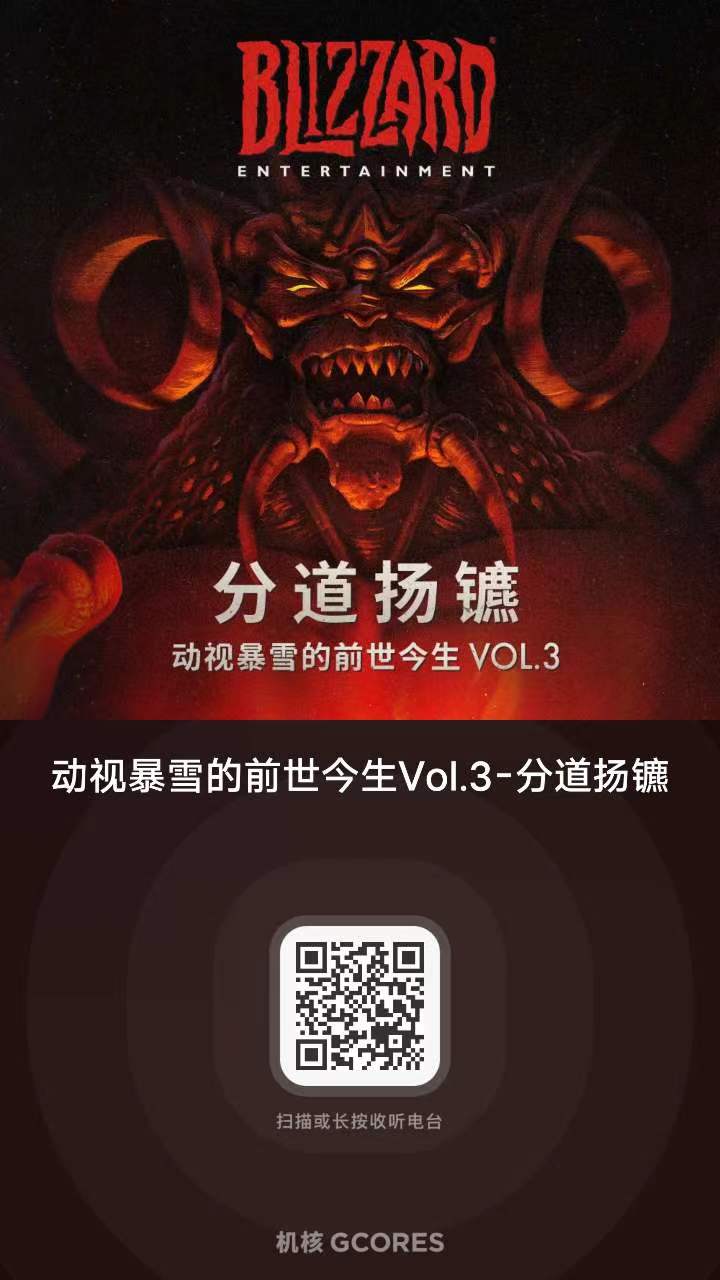 BLIZZARD
ENTERTAINMENT
分道扬镳
动视暴雪的前世今生 VOL.3
动视暴雪的前世今生Vol.3-分道扬镳
扫描或长按收听电台
机核 GCORES